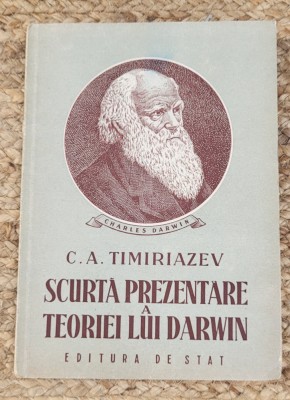 CHARLES DARWIN
C. A. TIMIRIAZEV
SCURTĂ PREZENTARE
A
TEORIEI LUI DARWIN
EDITURA DE STAT